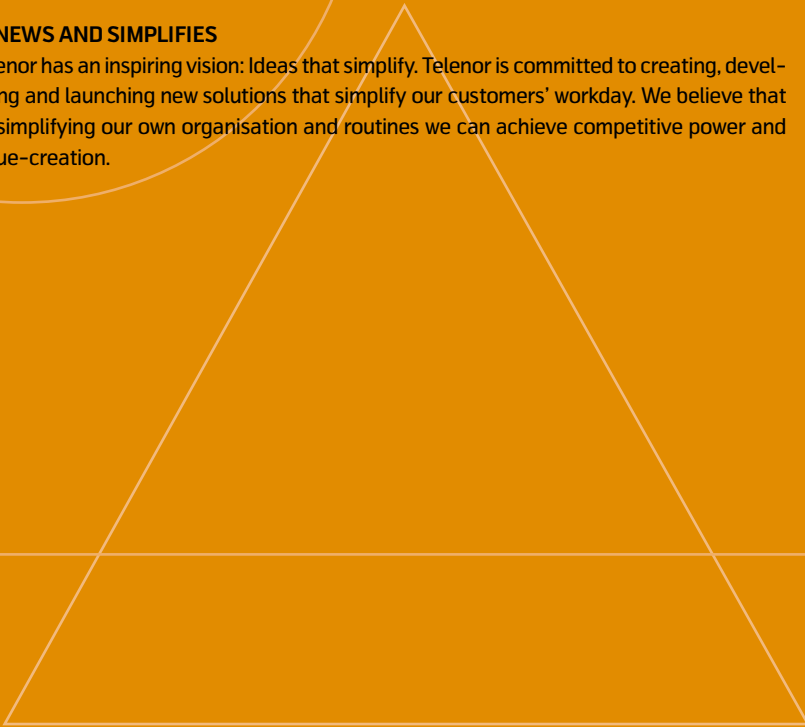 NEWS AND SIMPLIFIES
enor has an inspiring vision: Ideas that simplify. Telenor is committed to creating, devel-
ng and launching new solutions that simplify our customers' workday. We believe that
simplifying our own organisation and routines we can achieve competitive power and
ue-creation.